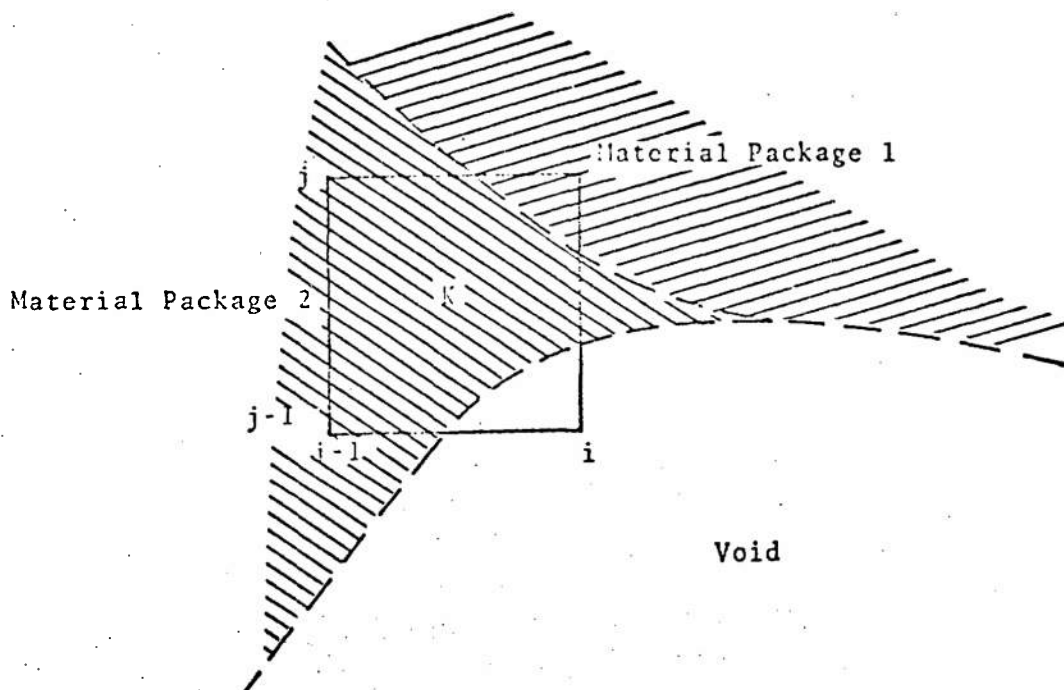 Material Package 1
j
Material Package 2
K
j-1
i-1
i
Void